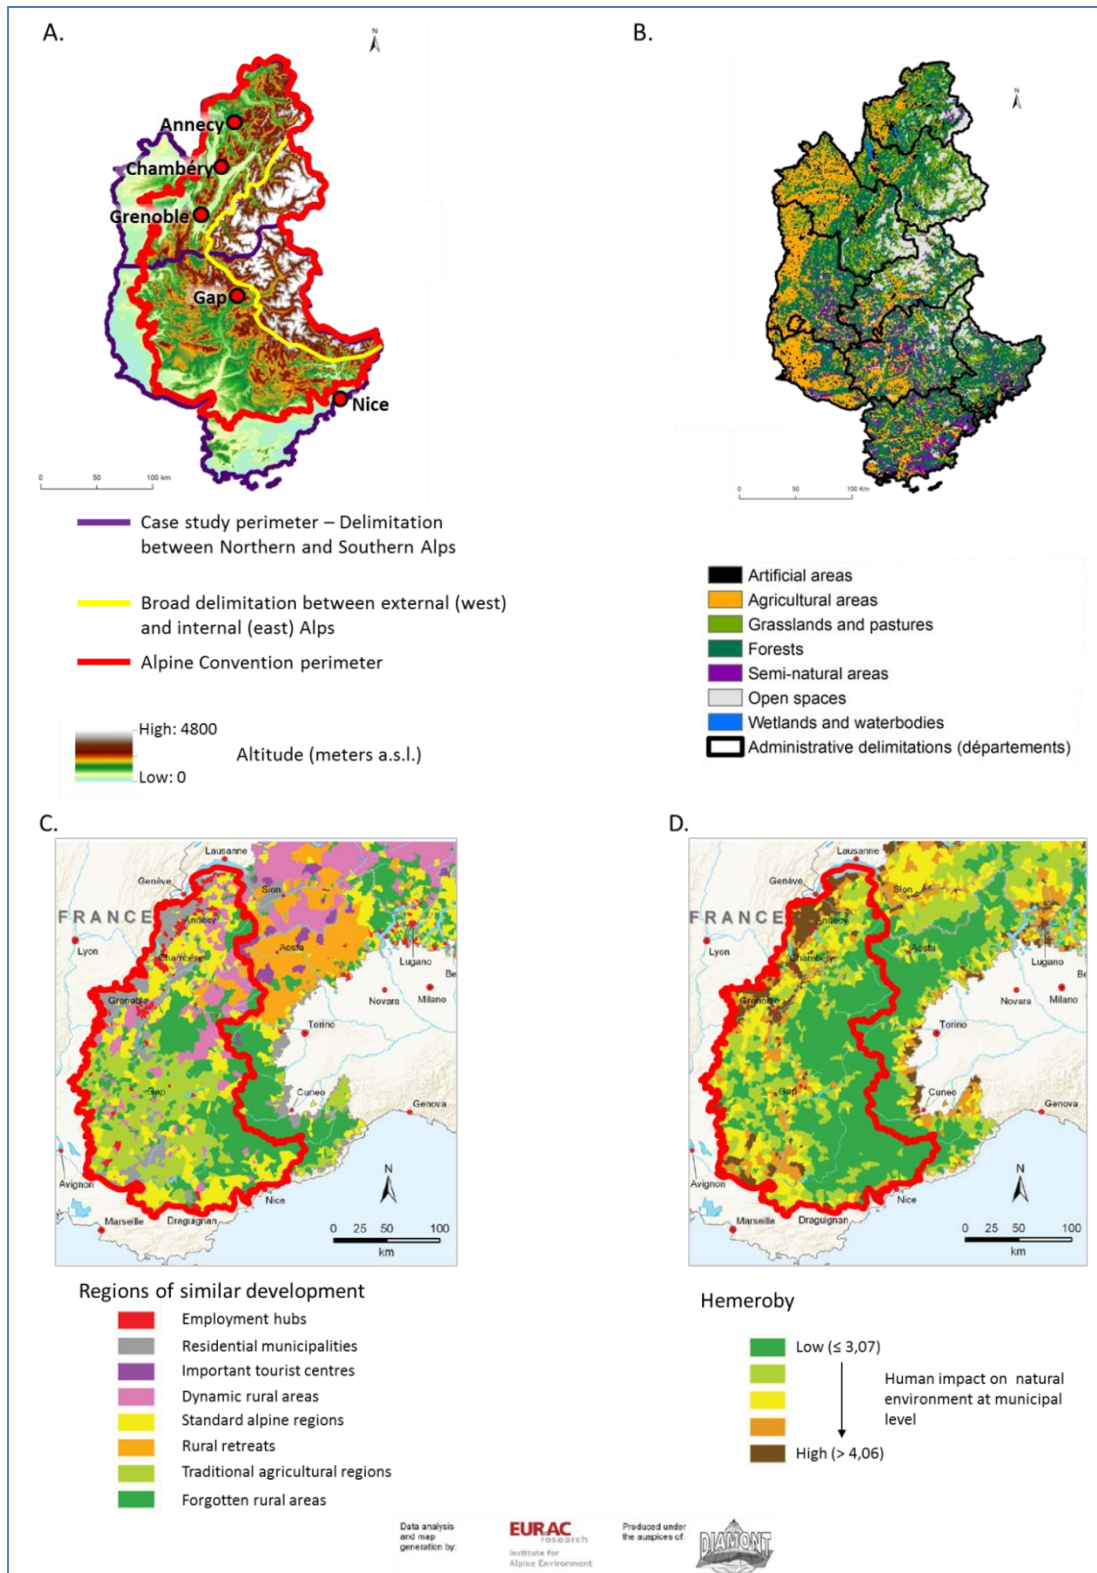 A.
N
Annecy
Chambéry
Grenoble
Gap
Nice
0 50 100 km
Case study perimeter – Delimitation
between Northern and Southern Alps
Broad delimitation between external (west)
and internal (east) Alps
Alpine Convention perimeter
High: 4800
Altitude (meters a.s.l.)
Low: 0
B.
N
0 50 100 Km
Artificial areas
Agricultural areas
Grasslands and pastures
Forests
Semi-natural areas
Open spaces
Wetlands and waterbodies
Administrative delimitations (départements)
C.
Lausanne
Genève
Sion
FRANCE
Annecy
Lyon
Chambéry
Aosta
Lugano
Be
Grenoble
Novara
Milano
Torino
Gap
Cuneo
Genova
Avignon
Nice
Marseille
Draguignan
N
0 25 50 100
km
Regions of similar development
Employment hubs
Residential municipalities
Important tourist centres
Dynamic rural areas
Standard alpine regions
Rural retreats
Traditional agricultural regions
Forgotten rural areas
D.
Lausanne
Genève
Sion
FRANCE
Annecy
Lyon
Chambéry
Aosta
Lugano
Be
Grenoble
Novara
Milano
Torino
Gap
Cuneo
Genova
Avignon
Nice
Marseille
Draguignan
N
0 25 50 100
km
Hemeroby
Low (≤ 3,07)
Human impact on natural
environment at municipal
level
High (> 4,06)
Data analysis
and map
generation by:
EURAC
research
Institute for
Alpine Environment
Produced under
the auspices of:
DIAMONT